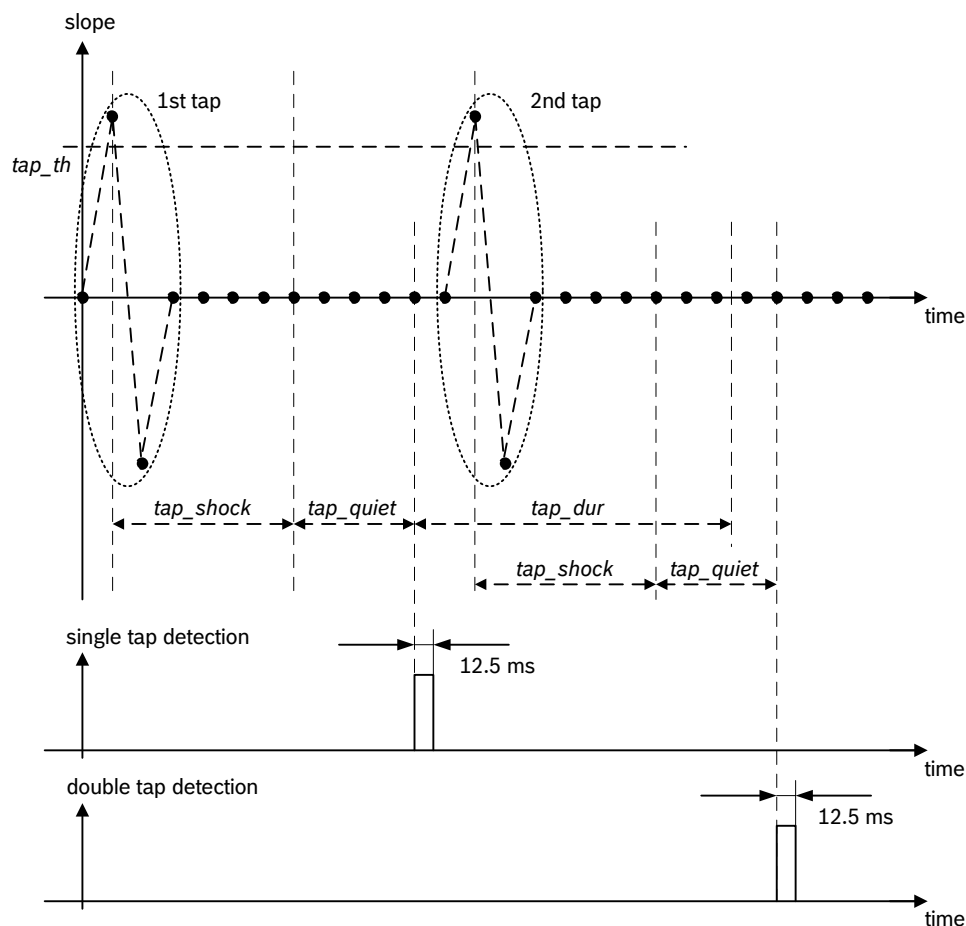 slope
1st tap
2nd tap
tap_th
time
tap_shock
tap_quiet
tap_dur
tap_shock
tap_quiet
single tap detection
12.5 ms
time
double tap detection
12.5 ms
time